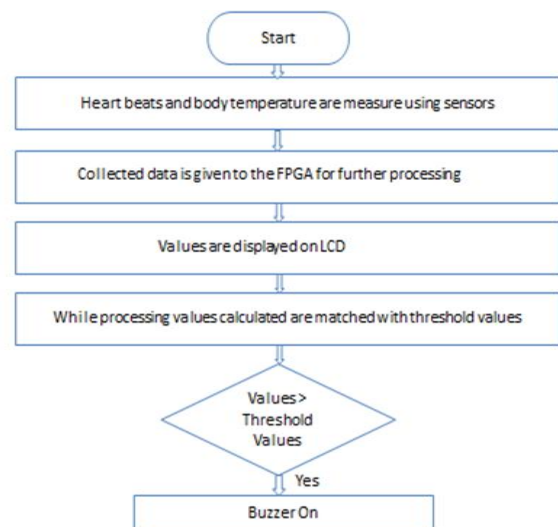 Start
Heart beats and body temperature are measure using sensors
Collected data is given to the FPGA for further processing
Values are displayed on LCD
While processing values calculated are matched with threshold values
Values>
Threshold
Values
Yes
Buzzer On